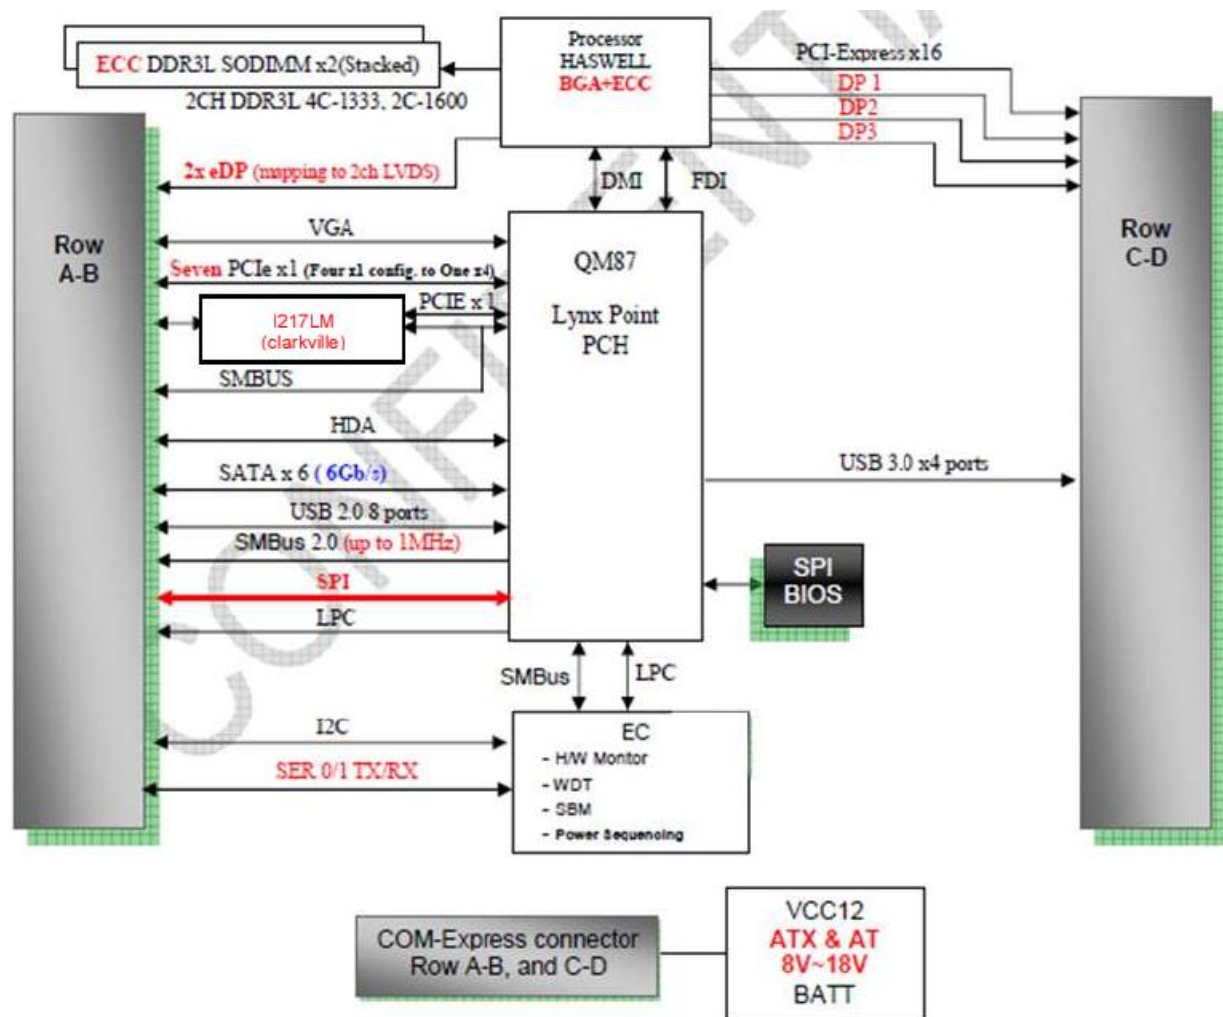 Processor
HASWELL
BGA+ECC
ECC DDR3L SODIMM x2(Stacked)
2CH DDR3L 4C-1333, 2C-1600
PCI-Express x16
DP 1
DP2
DP3
2x eDP (mapping to 2ch LVDS)
DMI
FDI
Row
A-B
Row
C-D
VGA
Seven PCIe x1 (Four x1 config. to One x4)
PCIE x 1
I217LM
(clarkville)
SMBUS
QM87
Lynx Point
PCH
HDA
SATA x 6 ( 6Gb/s)
USB 2.0 8 ports
SMBus 2.0 (up to 1MHz)
SPI
LPC
USB 3.0 x4 ports
SPI
BIOS
SMBus
LPC
I2C
SER 0/1 TX/RX
EC
- H/W Monitor
- WDT
- SBM
- Power Sequencing
COM-Express connector
Row A-B, and C-D
VCC12
ATX & AT
8V~18V
BATT